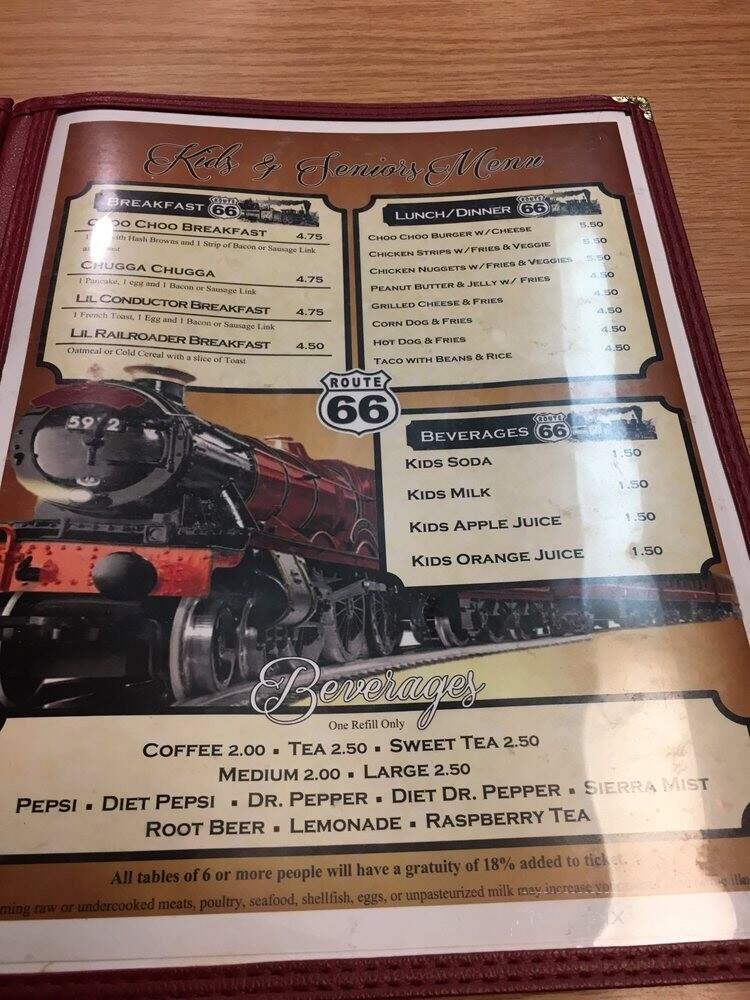 Kids & Seniors Menu
BREAKFAST ROUTE 66
CHOO CHOO BREAKFAST 4.75
with Hash Browns and 1 Strip of Bacon or Sausage Link
CHUGGA CHUGGA 4.75
1 Pancake, 1 egg and 1 Bacon or Sausage Link
LIL CONDUCTOR BREAKFAST 4.75
1 French Toast, 1 Egg and 1 Bacon or Sausage Link
LIL RAILROADER BREAKFAST 4.50
Oatmeal or Cold Cereal with a slice of Toast
LUNCH/DINNER ROUTE 66
CHOO CHOO BURGER W/CHEESE 5.50
CHICKEN STRIPS W/FRIES & VEGGIE 5.50
CHICKEN NUGGETS W/FRIES & VEGGIES 5.50
PEANUT BUTTER & JELLY W/ FRIES 4.50
GRILLED CHEESE & FRIES 4.50
CORN DOG & FRIES 4.50
HOT DOG & FRIES 4.50
TACO WITH BEANS & RICE 4.50
ROUTE
66
5972
BEVERAGES ROUTE 66
KIDS SODA 1.50
KIDS MILK 1.50
KIDS APPLE JUICE 1.50
KIDS ORANGE JUICE 1.50
Beverages
One Refill Only
COFFEE 2.00 ▪ TEA 2.50 ▪ SWEET TEA 2.50
MEDIUM 2.00 ▪ LARGE 2.50
PEPSI ▪ DIET PEPSI ▪ DR. PEPPER ▪ DIET DR. PEPPER ▪ SIERRA MIST
ROOT BEER ▪ LEMONADE ▪ RASPBERRY TEA
All tables of 6 or more people will have a gratuity of 18% added to ticket.
raw or undercooked meats, poultry, seafood, shellfish, eggs, or unpasteurized milk may increase